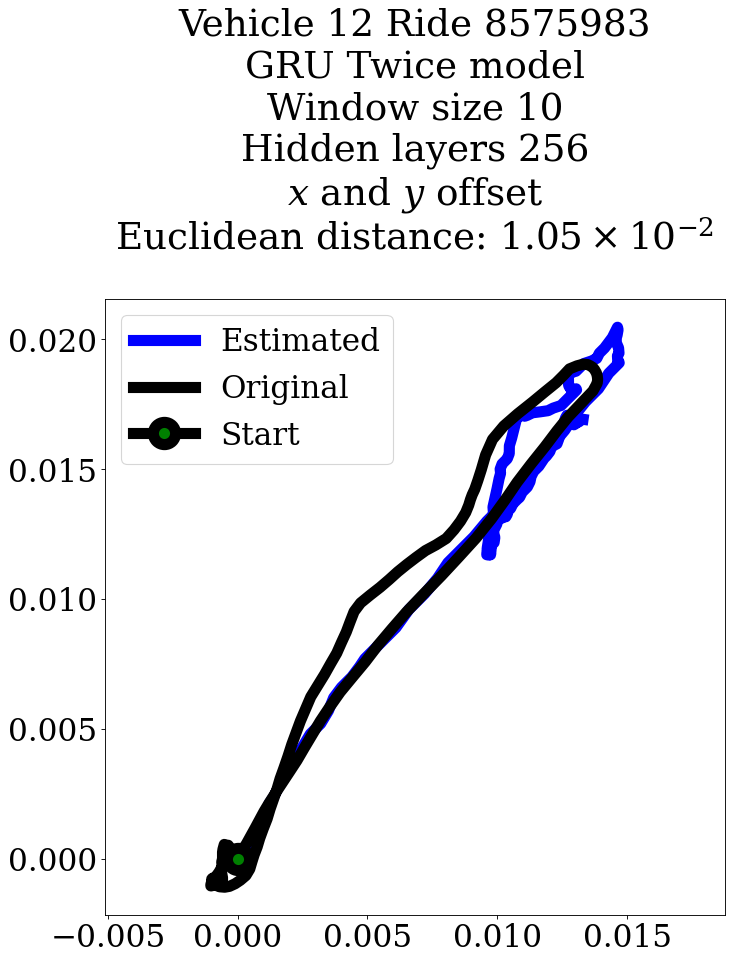 Vehicle 12 Ride 8575983
GRU Twice model
Window size 10
Hidden layers 256
x and y offset
Euclidean distance: 1.05 × 10⁻²
Estimated
Original
Start
0.020
0.015
0.010
0.005
0.000
−0.005 0.000 0.005 0.010 0.015